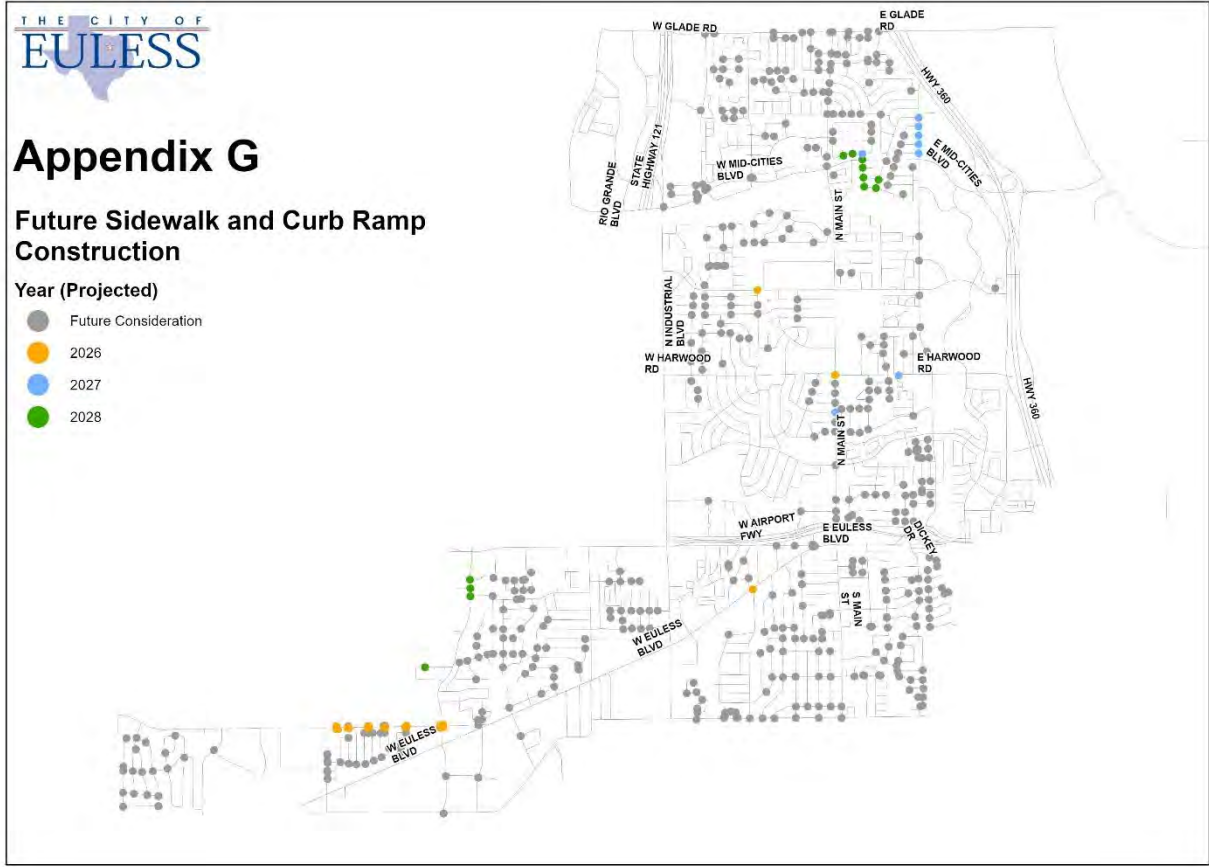 THE CiTY OF
EULESS
Appendix G
Future Sidewalk and Curb Ramp
Construction
Year (Projected)
Future Consideration
2026
2027
2028
W GLADE RD
E GLADE
RD
HWY 360
STATE
HIGHWAY 121
RIO GRANDE
BLVD
W MID-CITIES
BLVD
E MID-CITIES
BLVD
N MAIN ST
N INDUSTRIAL
BLVD
W HARWOOD
RD
E HARWOOD
RD
HWY 360
N MAIN ST
W AIRPORT
FWY
E EULESS
BLVD
DICKEY
DR
S MAIN
ST
W EULESS
BLVD
W EULESS
BLVD